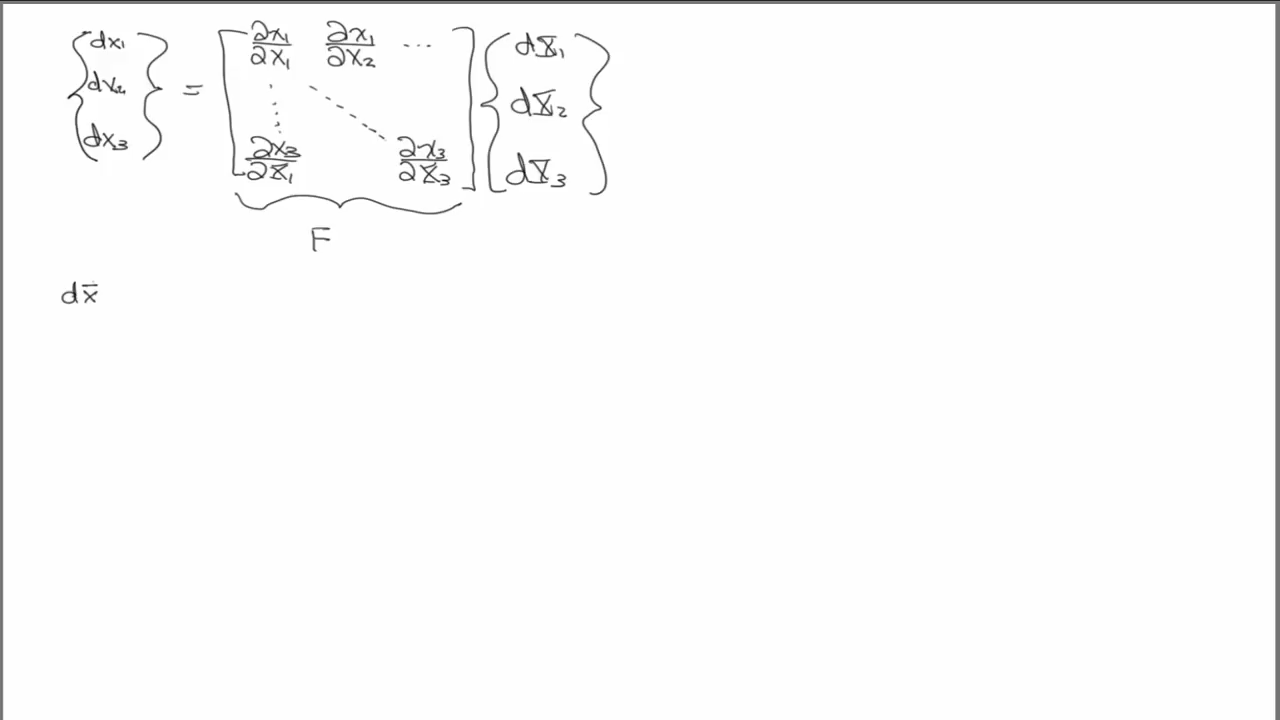 {dx₁ dx₂ dx₃} = [∂x₁/∂X₁ ∂x₁/∂X₂ ... ∂x₃/∂X₁ ∂x₃/∂X₃] {dX₁ dX₂ dX₃}
F
dx̄